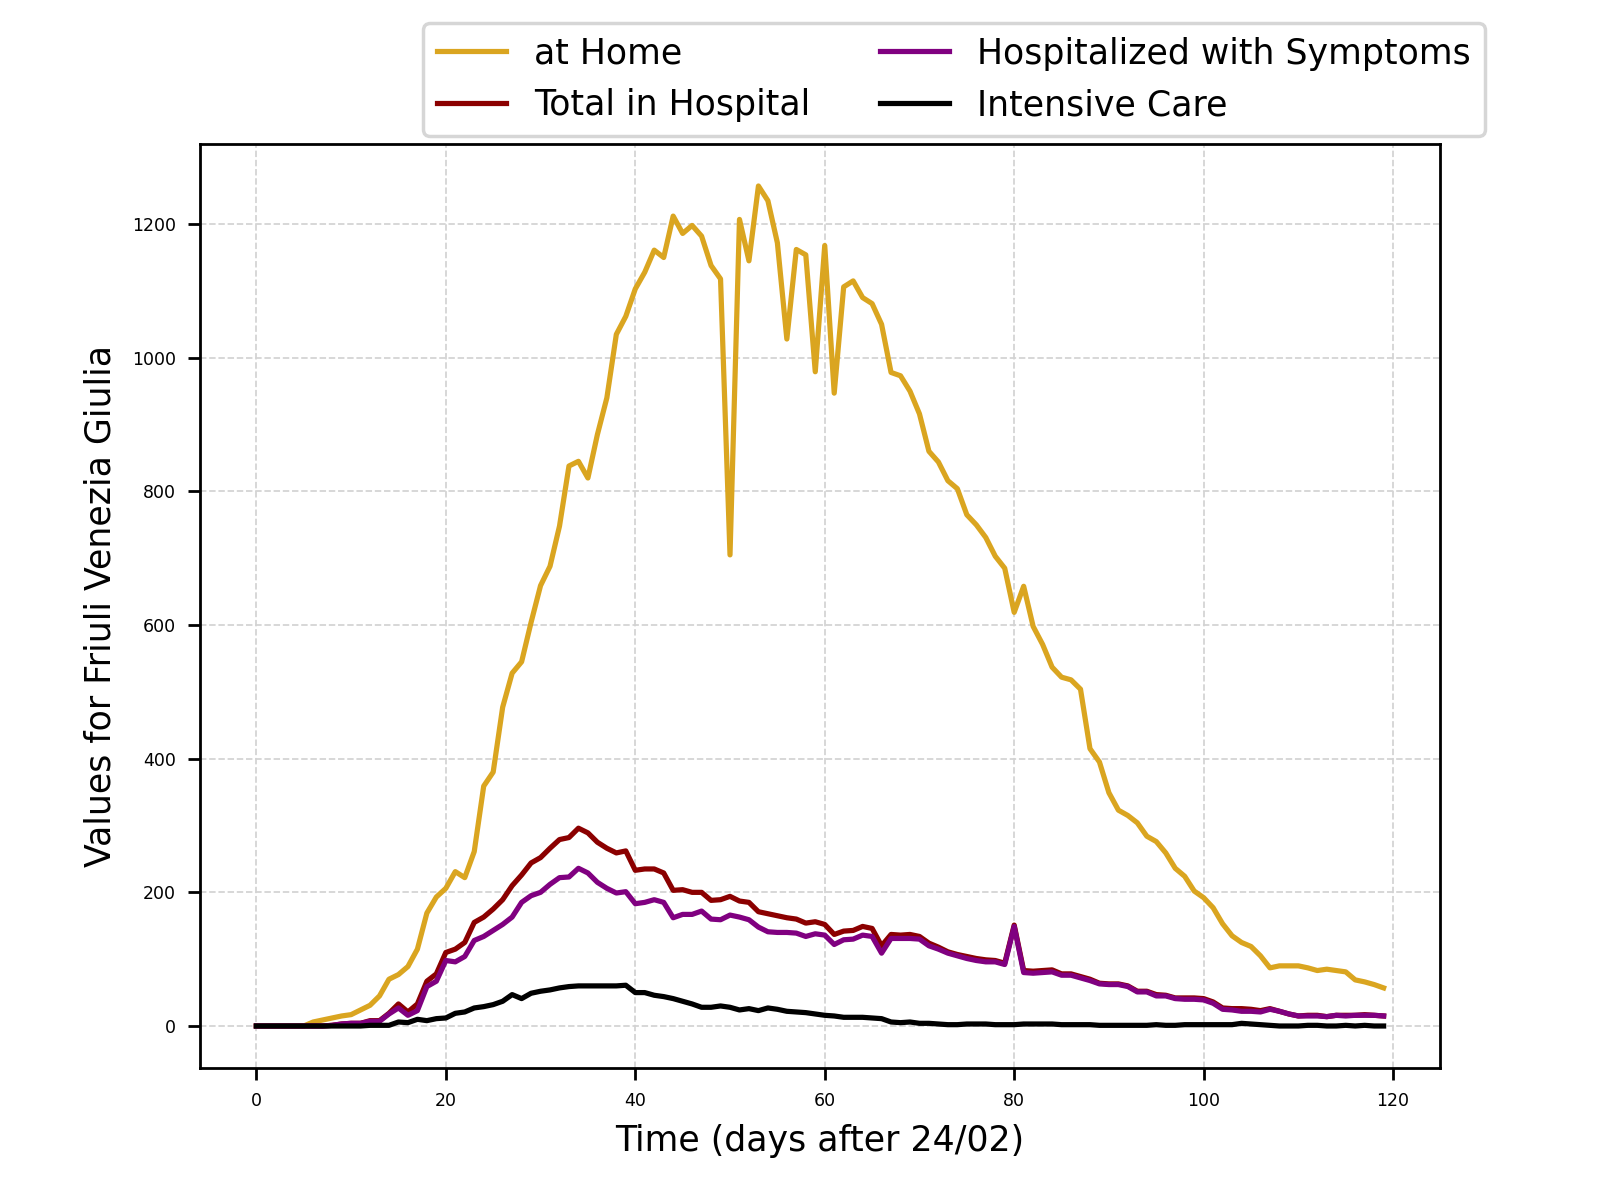 at Home
Total in Hospital
Hospitalized with Symptoms
Intensive Care
Values for Friuli Venezia Giulia
1200
1000
800
600
400
200
0
0 20 40 60 80 100 120
Time (days after 24/02)